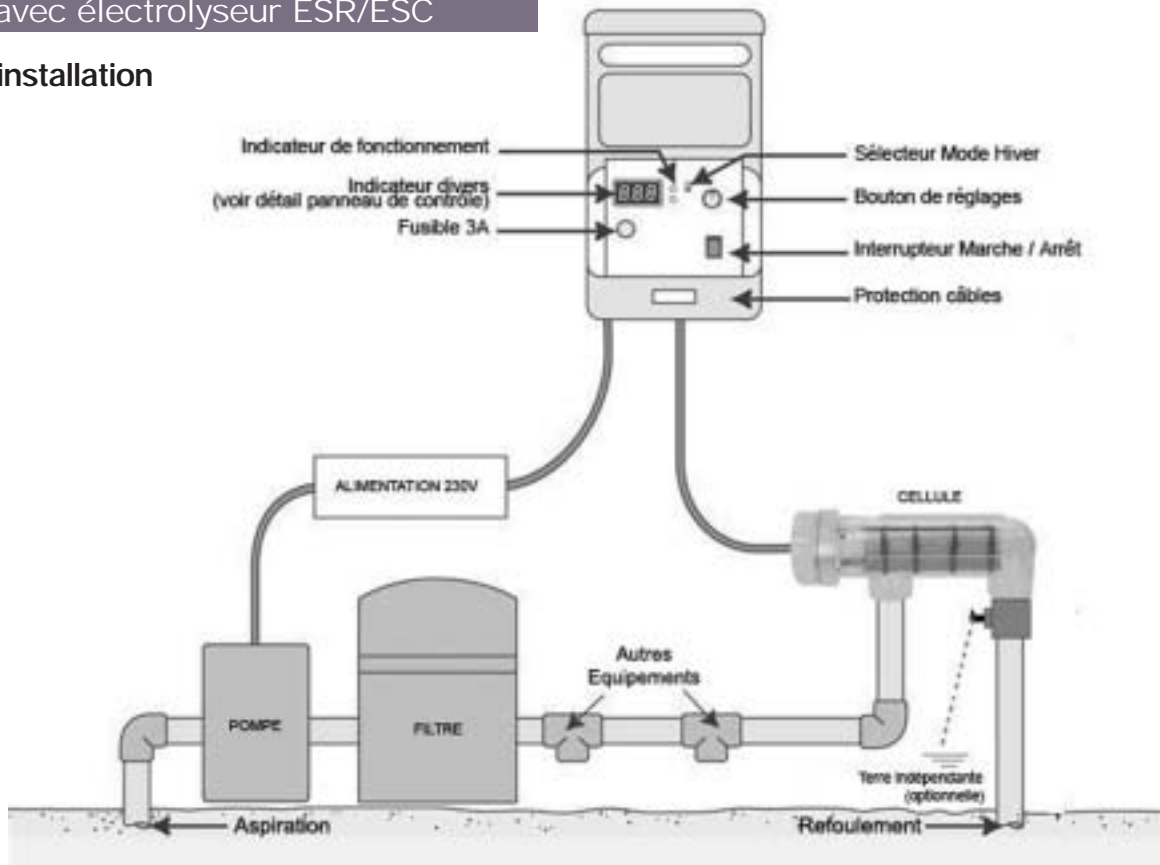 avec électrolyseur ESR/ESC
installation
Indicateur de fonctionnement
Indicateur divers
(voir détail panneau de contrôle)
Fusible 3A
Sélecteur Mode Hiver
Bouton de réglages
Interrupteur Marche / Arrêt
Protection câbles
ALIMENTATION 230V
CELLULE
Autres
Equipements
POMPE
FILTRE
Terre Indépendante
(optionnelle)
Aspiration
Refoulement